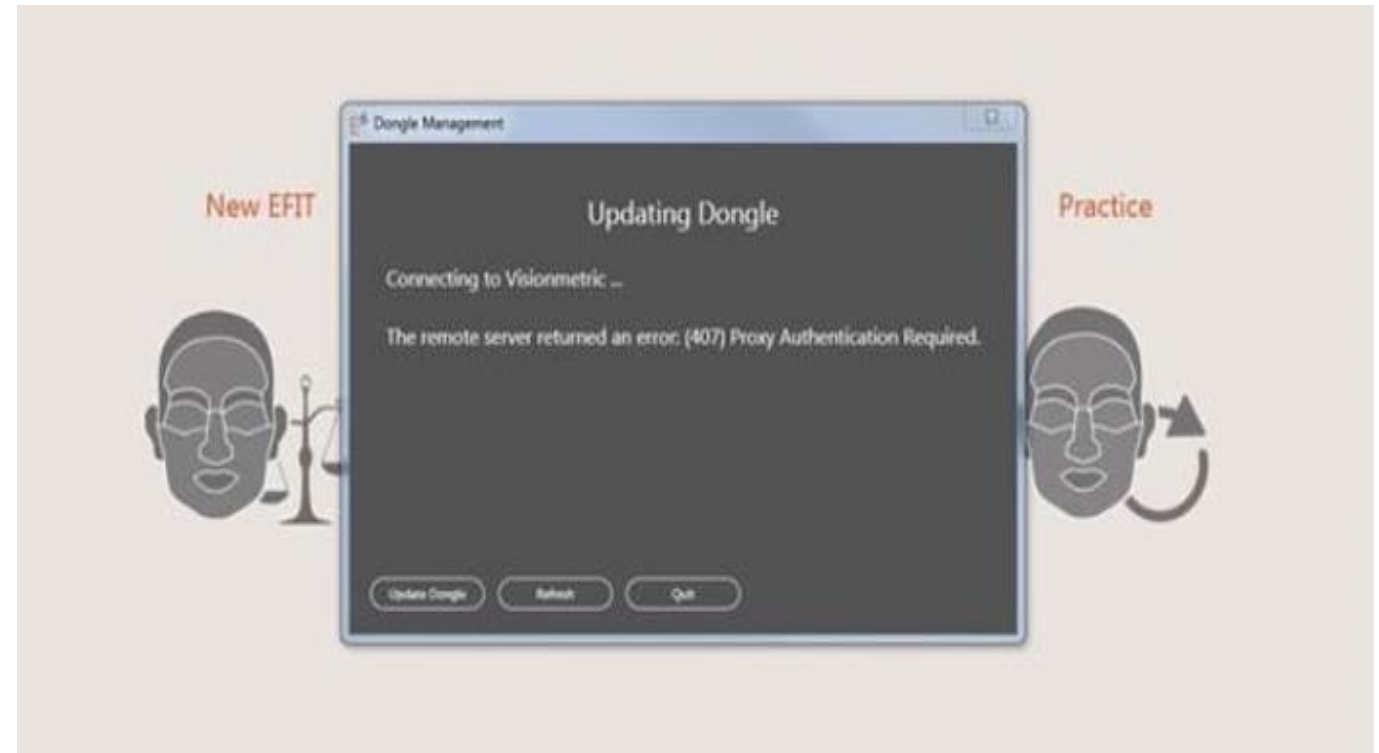 Dongle Management
New EFIT
Updating Dongle
Practice
Connecting to Visionmetric ...
The remote server returned an error: (407) Proxy Authentication Required.
Update Dongle
Refresh
Quit